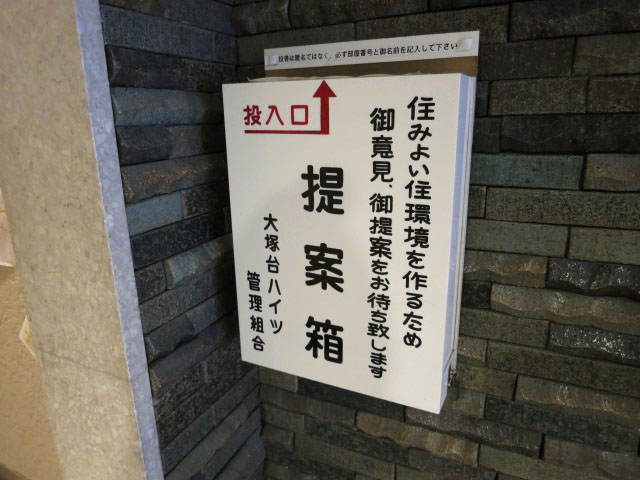 投書は匿名ではなく、必ず部屋番号と御名前を記入して下さい
投入口
住みよい住環境を作るため
御意見、御提案をお待ち致します
提案箱
大塚台ハイツ
管理組合